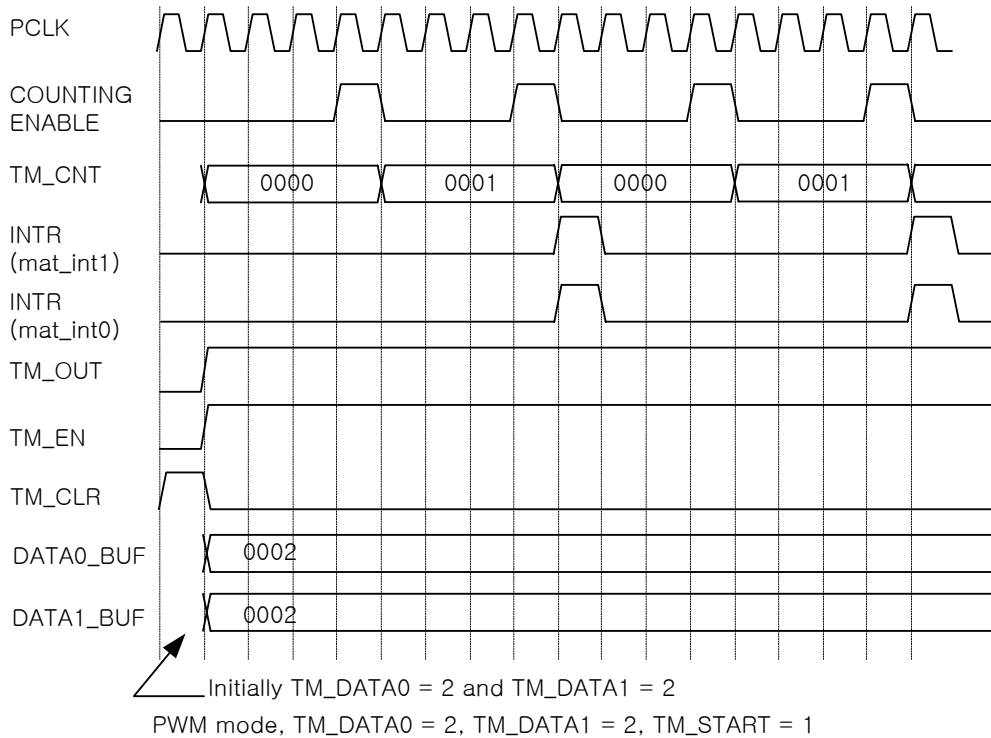 PCLK
COUNTING
ENABLE
TM_CNT
0000
0001
0000
0001
INTR
(mat_int1)
INTR
(mat_int0)
TM_OUT
TM_EN
TM_CLR
DATA0_BUF
0002
DATA1_BUF
0002
Initially TM_DATA0 = 2 and TM_DATA1 = 2
PWM mode, TM_DATA0 = 2, TM_DATA1 = 2, TM_START = 1